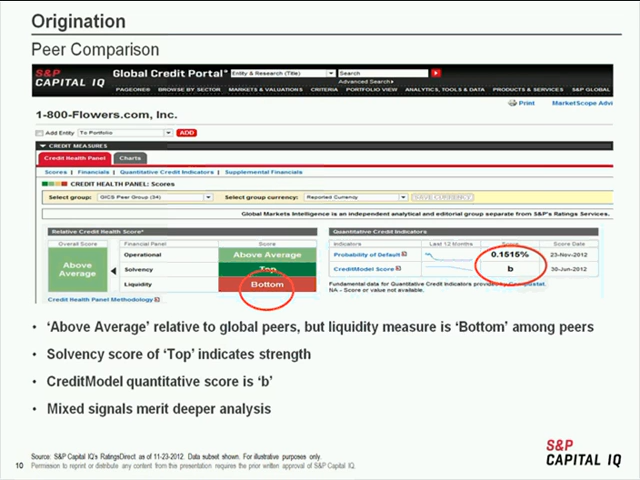 Origination
Peer Comparison
S&P CAPITAL IQ Global Credit Portal® Entity & Research (Title) Search
Advanced Search
PAGEONE® BROWSE BY SECTOR MARKETS & VALUATIONS CRITERIA PORTFOLIO VIEW ANALYTICS, TOOLS & DATA PRODUCTS & SERVICES S&P GLOBAL
Print MarketScope Advi
1-800-Flowers.com, Inc.
Add Entity To Portfolio ADD
CREDIT MEASURES
Credit Health Panel Charts
Scores | Financials | Quantitative Credit Indicators | Supplemental Financials
CREDIT HEALTH PANEL: Scores
Select group: GICS Peer Group (34) Select group currency: Reported Currency SAVE CURRENCY
Global Markets Intelligence is an independent analytical and editorial group separate from S&P's Ratings Services.
Relative Credit Health Score* Quantitative Credit Indicators
Overall Score Financial Panel Score Indicators Last 12 Months Score Score Date
Above Average Operational Above Average Probability of Default 0.1515% 23-Nov-2012
Solvency Top CreditModel Score b 30-Jun-2012
Liquidity Bottom Fundamental data for Quantitative Credit Indicators provided by
NA - Score or value not available.
Credit Health Panel Methodology
• 'Above Average' relative to global peers, but liquidity measure is 'Bottom' among peers
• Solvency score of 'Top' indicates strength
• CreditModel quantitative score is 'b'
• Mixed signals merit deeper analysis
Source: S&P Capital IQ's RatingsDirect as of 11-23-2012. Data subset shown. For illustrative purposes only.
10 Permission to reprint or distribute any content from this presentation requires the prior written approval of S&P Capital IQ.
S&P
CAPITAL IQ